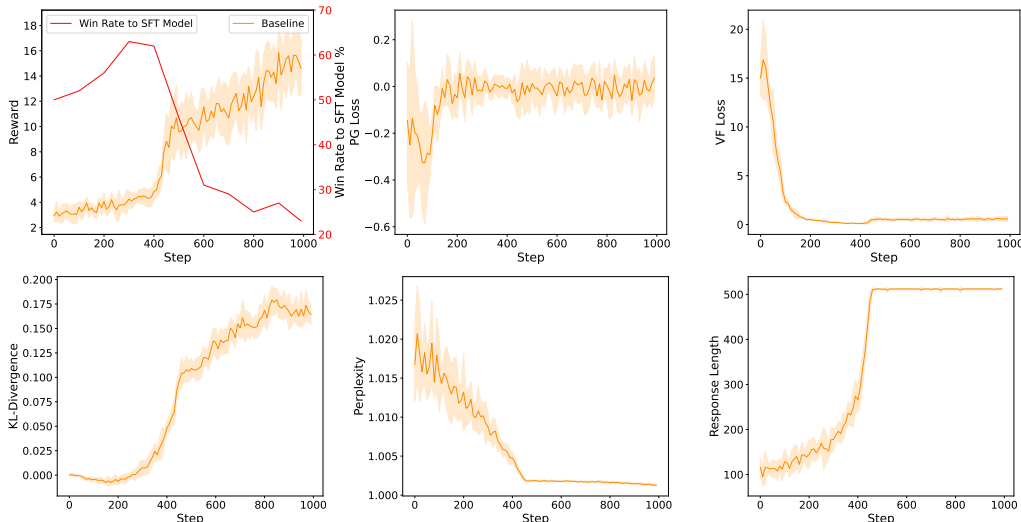 Win Rate to SFT Model
Baseline
18
16
14
12
10
8
6
4
2
Reward
70
60
50
40
30
20
Win Rate to SFT Model %
0 200 400 600 800 1000
Step
0.2
0.0
−0.2
−0.4
−0.6
PG Loss
0 200 400 600 800 1000
Step
20
15
10
5
0
VF Loss
0 200 400 600 800 1000
Step
0.200
0.175
0.150
0.125
0.100
0.075
0.050
0.025
0.000
KL-Divergence
0 200 400 600 800 1000
Step
1.025
1.020
1.015
1.010
1.005
1.000
Perplexity
0 200 400 600 800 1000
Step
500
400
300
200
100
Response Length
0 200 400 600 800 1000
Step